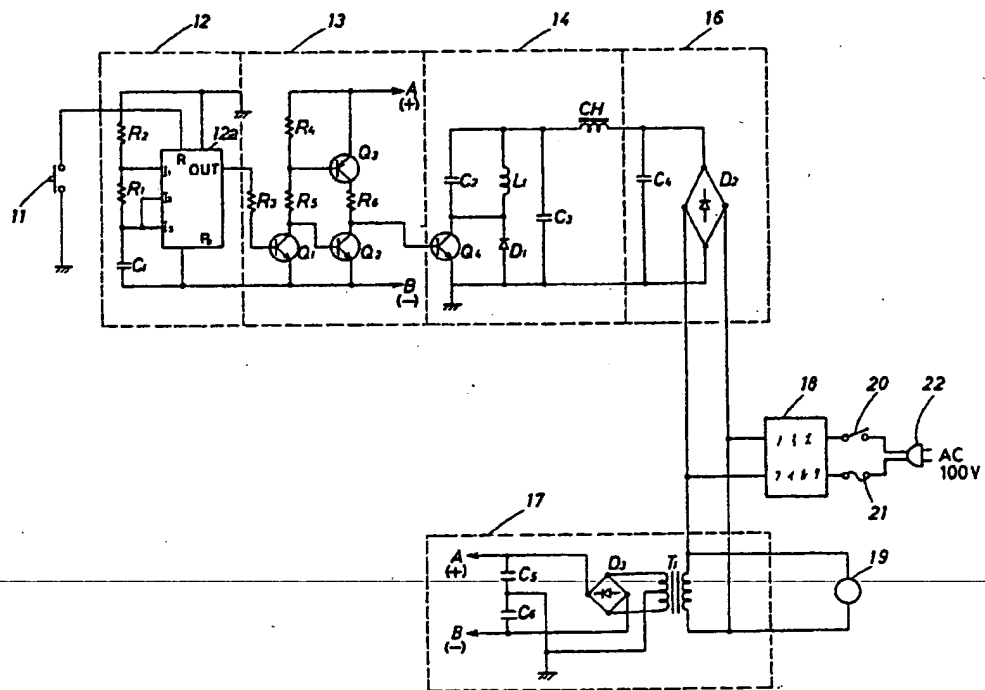 12
13
14
16
A
(+)
CH
R2
R4
12a
R
OUT
Q3
C2
L1
C3
C4
D2
11
R1
R3
R5
R6
C1
Q1
Q2
Q4
D1
B
(−)
18
20
22
AC
100V
21
17
A
(+)
C5
D3
T1
19
C6
B
(−)